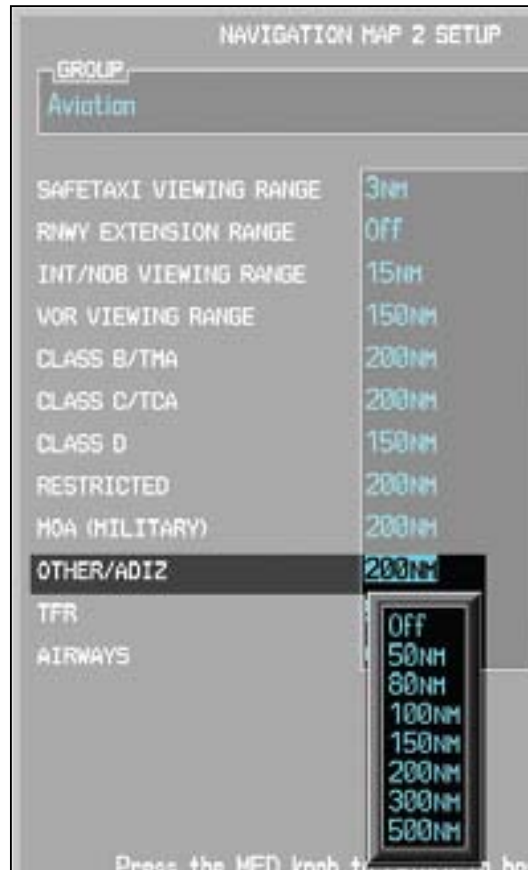 NAVIGATION MAP 2 SETUP
GROUP
Aviation
SAFETAXI VIEWING RANGE 3NM
RNWY EXTENSION RANGE Off
INT/NDB VIEWING RANGE 15NM
VOR VIEWING RANGE 150NM
CLASS B/TMA 200NM
CLASS C/TCA 200NM
CLASS D 150NM
RESTRICTED 200NM
MOA (MILITARY) 200NM
OTHER/ADIZ 200NM
TFR
AIRWAYS
Off
50NM
80NM
100NM
150NM
200NM
300NM
500NM
Press the MFD knob to